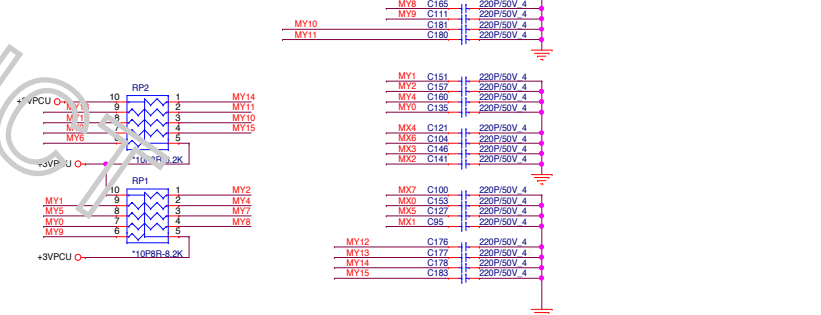 MY8 C165 220P/50V_4
MY9 C111 220P/50V_4
MY10 C181 220P/50V_4
MY11 C180 220P/50V_4
MY1 C151 220P/50V_4
MY2 C157 220P/50V_4
MY4 C160 220P/50V_4
MY0 C135 220P/50V_4
MX4 C121 220P/50V_4
MX6 C104 220P/50V_4
MX3 C146 220P/50V_4
MX2 C141 220P/50V_4
MX7 C100 220P/50V_4
MX0 C153 220P/50V_4
MX5 C127 220P/50V_4
MX1 C95 220P/50V_4
MY12 C176 220P/50V_4
MY13 C177 220P/50V_4
MY14 C178 220P/50V_4
MY15 C183 220P/50V_4
RP2
10 1 MY14
9 2 MY11
8 3 MY10
4 MY15
MY6 6 5
RP1
10 1 MY2
MY1 9 2 MY4
MY5 8 3 MY7
MY0 7 4 MY8
MY9 6 5
+3VPCU *10P8R-8.2K